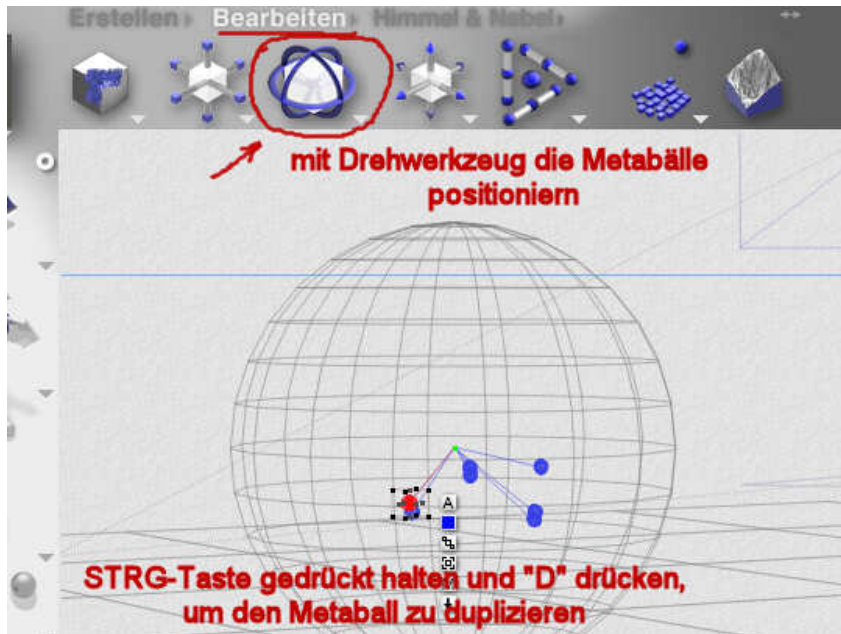 Erstellen Bearbeiten Himmel & Nebel
mit Drehwerkzeug die Metabälle
positionieren
A
STRG-Taste gedrückt halten und "D" drücken,
um den Metaball zu duplizieren